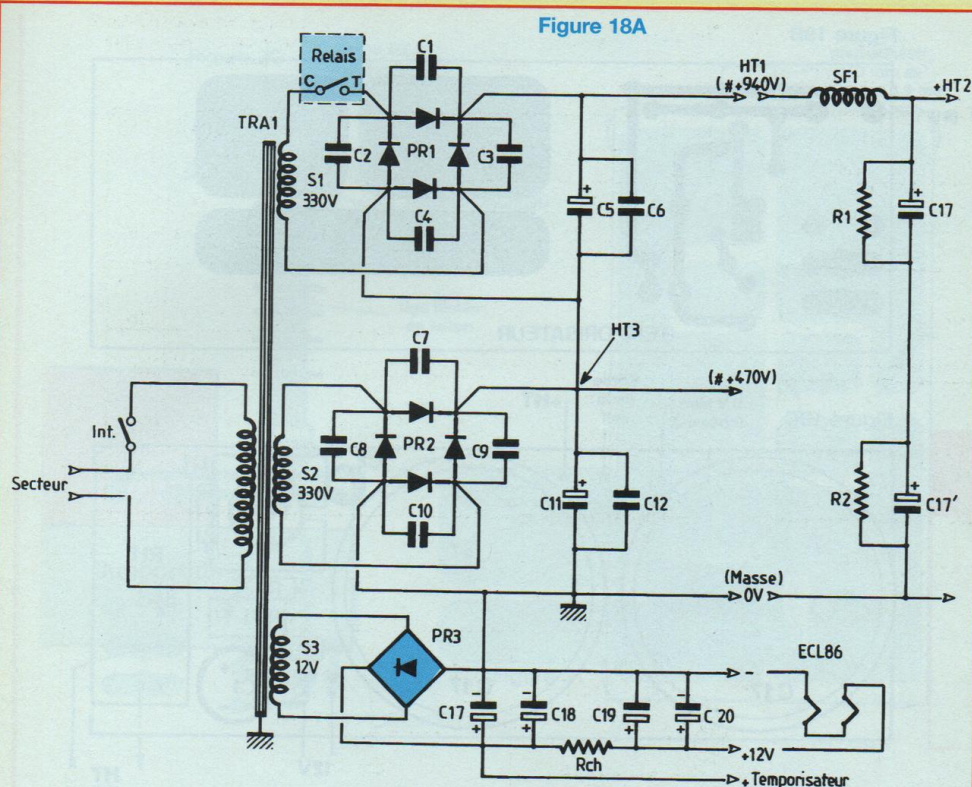 Figure 18A
Relais
C T
C1
TRA1
C2
PR1
C3
S1
330V
C4
C5
C6
HT1
(#+940V)
SF1
+HT2
R1
+
C17
+
HT3
(#+470V)
C7
Int.
C8
PR2
C9
Secteur
S2
330V
C10
+
C11
C12
R2
+
C17'
(Masse)
0V
S3
12V
PR3
ECL86
-
C17
+
-
C18
+
C19
+
C20
+
Rch
+12V
+Temporisateur